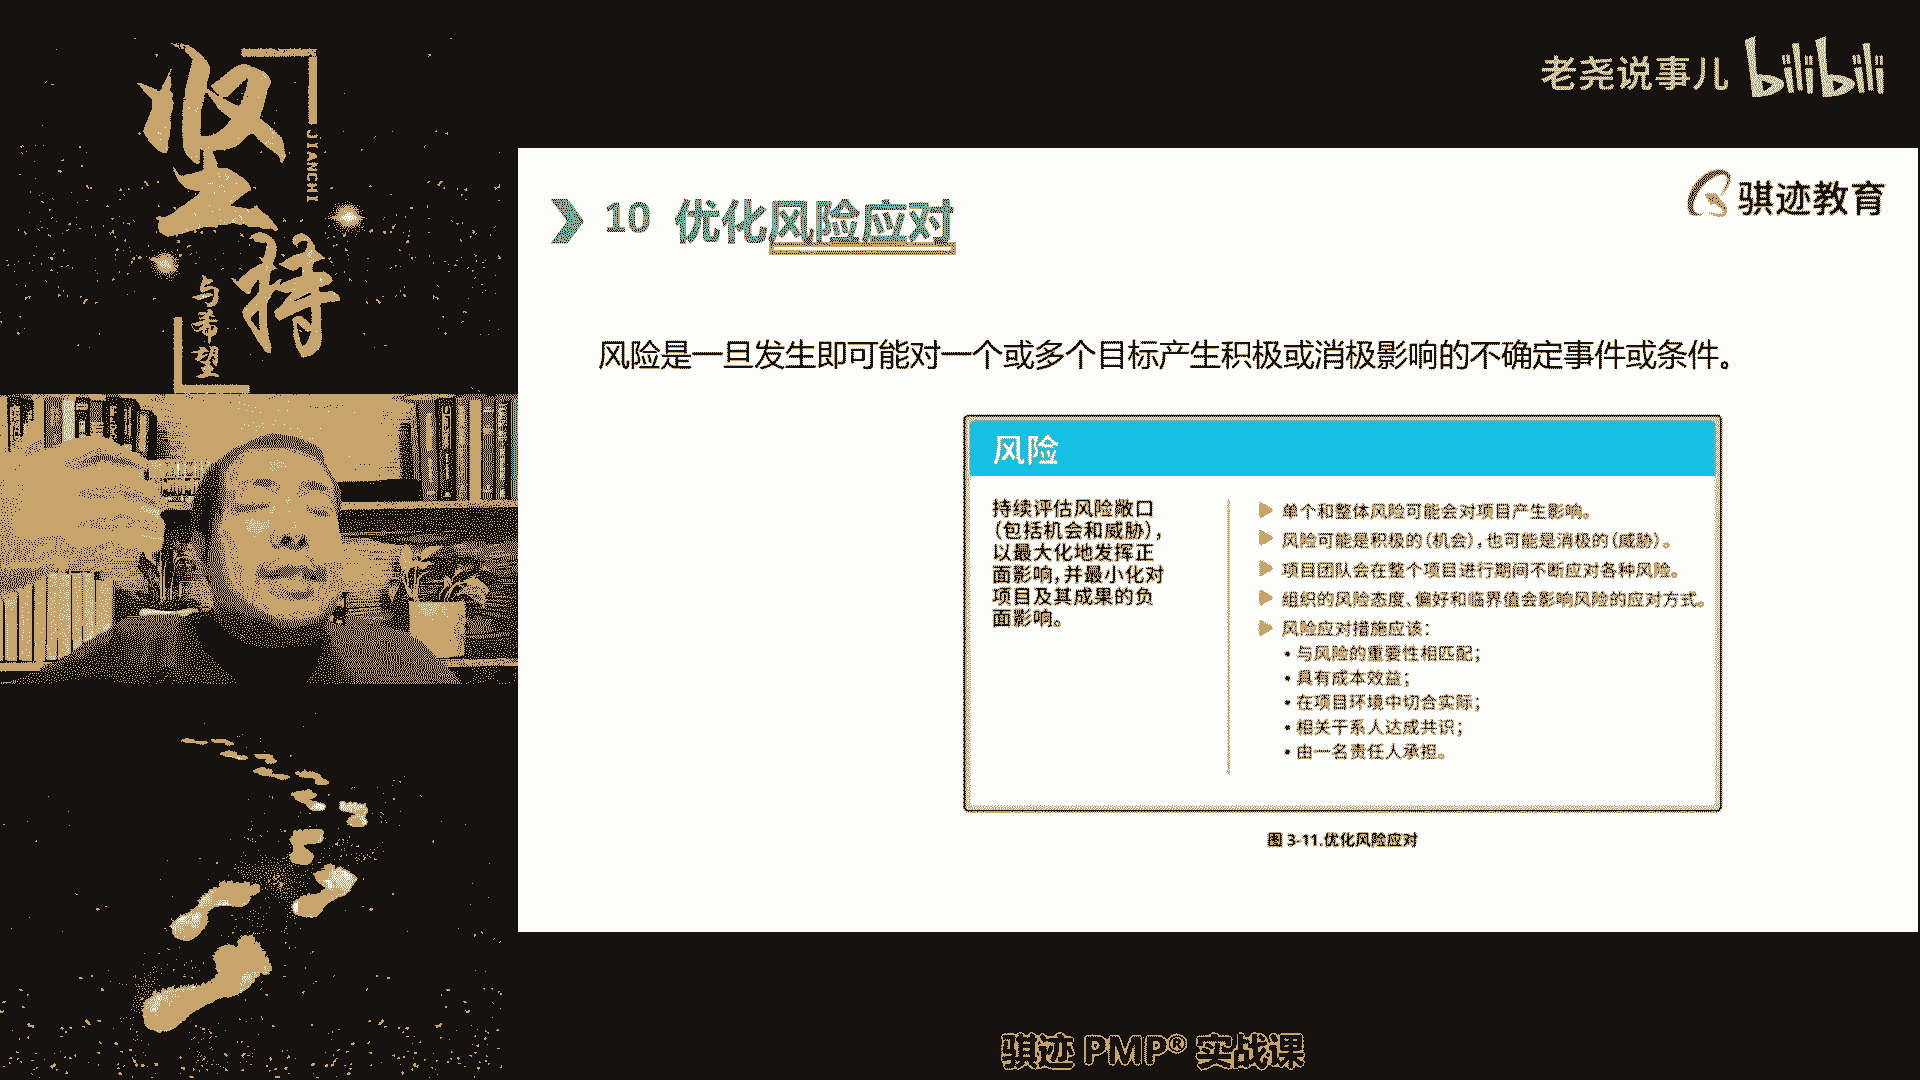 坚持
JIANCHI
与希望
老尧说事儿 bilibili
骐迹教育
10 优化风险应对
风险是一旦发生即可能对一个或多个目标产生积极或消极影响的不确定事件或条件。
风险
持续评估风险敞口
(包括机会和威胁),
以最大化地发挥正
面影响,并最小化对
项目及其成果的负
面影响。
单个和整体风险可能会对项目产生影响。
风险可能是积极的(机会),也可能是消极的(威胁)。
项目团队会在整个项目进行期间不断应对各种风险。
组织的风险态度、偏好和临界值会影响风险的应对方式。
风险应对措施应该:
• 与风险的重要性相匹配;
• 具有成本效益;
• 在项目环境中切合实际;
• 相关干系人达成共识;
• 由一名责任人承担。
图 3-11.优化风险应对
骐迹 PMP® 实战课